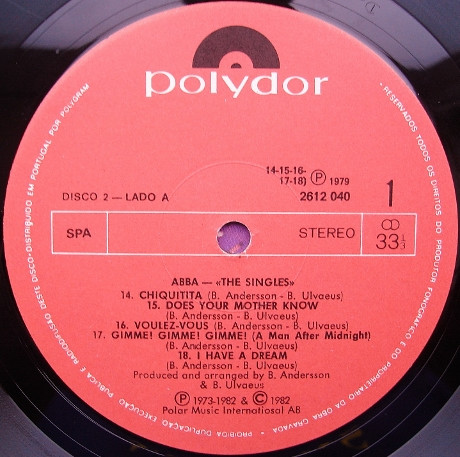 polydor
14-15-16-
17-18) Ⓟ 1979
DISCO 2 — LADO A
2612 040
1
SPA
STEREO
33 1/3
ABBA — «THE SINGLES»
14. CHIQUITITA (B. Andersson - B. Ulvaeus)
15. DOES YOUR MOTHER KNOW
(B. Andersson - B. Ulvaeus)
16. VOULEZ-VOUS (B. Andersson - B. Ulvaeus)
17. GIMME! GIMME! GIMME! (A Man After Midnight)
(B. Andersson - B. Ulvaeus)
18. I HAVE A DREAM
(B. Andersson - B. Ulvaeus)
Produced and arranged by B. Andersson
& B. Ulvaeus
Ⓟ 1973-1982 & © 1982
Polar Music International AB
· RESERVADOS TODOS OS DIREITOS DO PRODUTOR FONOGRÁFICO E DO PROPRIETÁRIO DA OBRA GRAVADA · PROIBIDA DUPLICAÇÃO EXECUÇÃO PÚBLICA E RADIODIFUSÃO DESTE DISCO · DISTRIBUÍDO EM PORTUGAL POR POLYGRAM